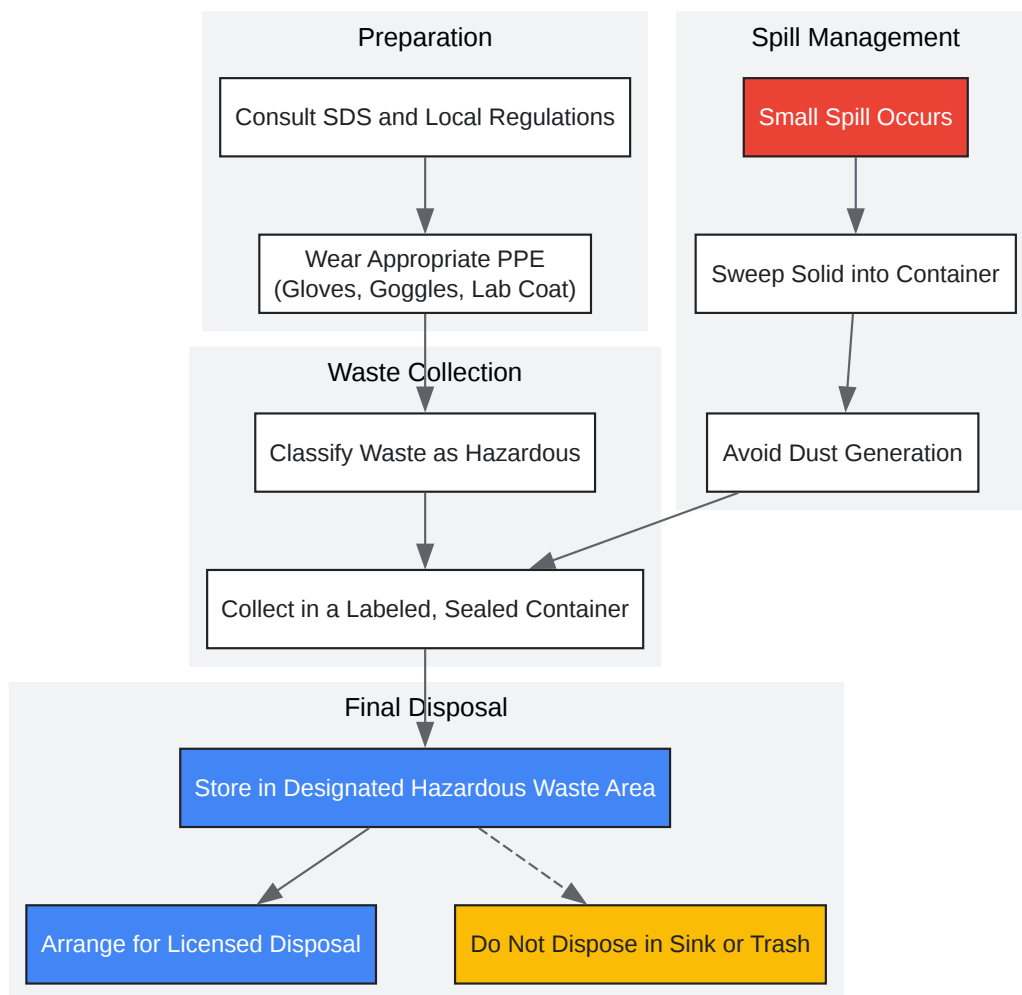 Preparation
Consult SDS and Local Regulations
Wear Appropriate PPE
(Gloves, Goggles, Lab Coat)
Spill Management
Small Spill Occurs
Sweep Solid into Container
Avoid Dust Generation
Waste Collection
Classify Waste as Hazardous
Collect in a Labeled, Sealed Container
Final Disposal
Store in Designated Hazardous Waste Area
Arrange for Licensed Disposal
Do Not Dispose in Sink or Trash